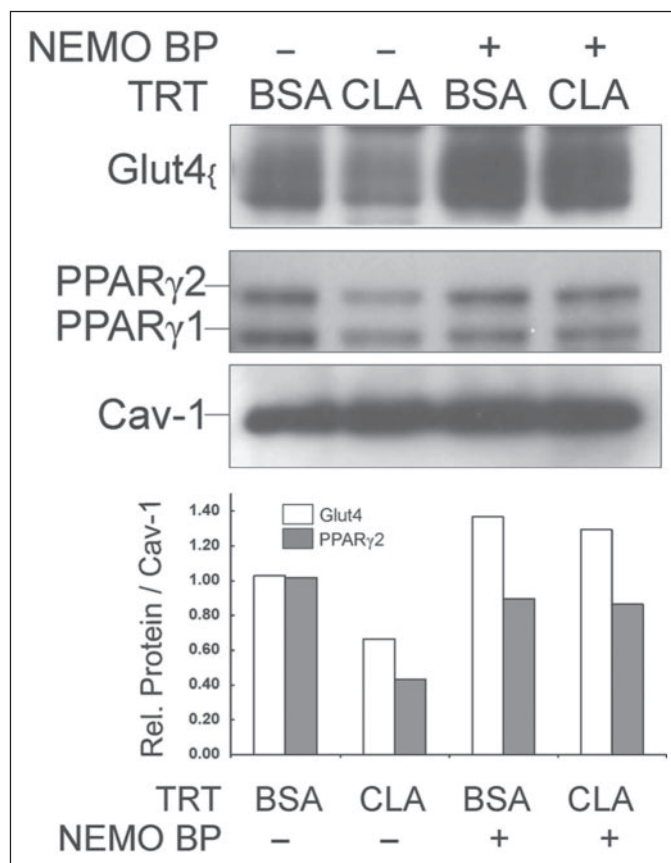 NEMO BP – – + +
TRT BSA CLA BSA CLA
Glut4{
PPARγ2
PPARγ1
Cav-1
Rel. Protein / Cav-1
1.40
1.20
1.00
0.80
0.60
0.40
0.20
0.00
Glut4
PPARγ2
TRT BSA CLA BSA CLA
NEMO BP – – + +